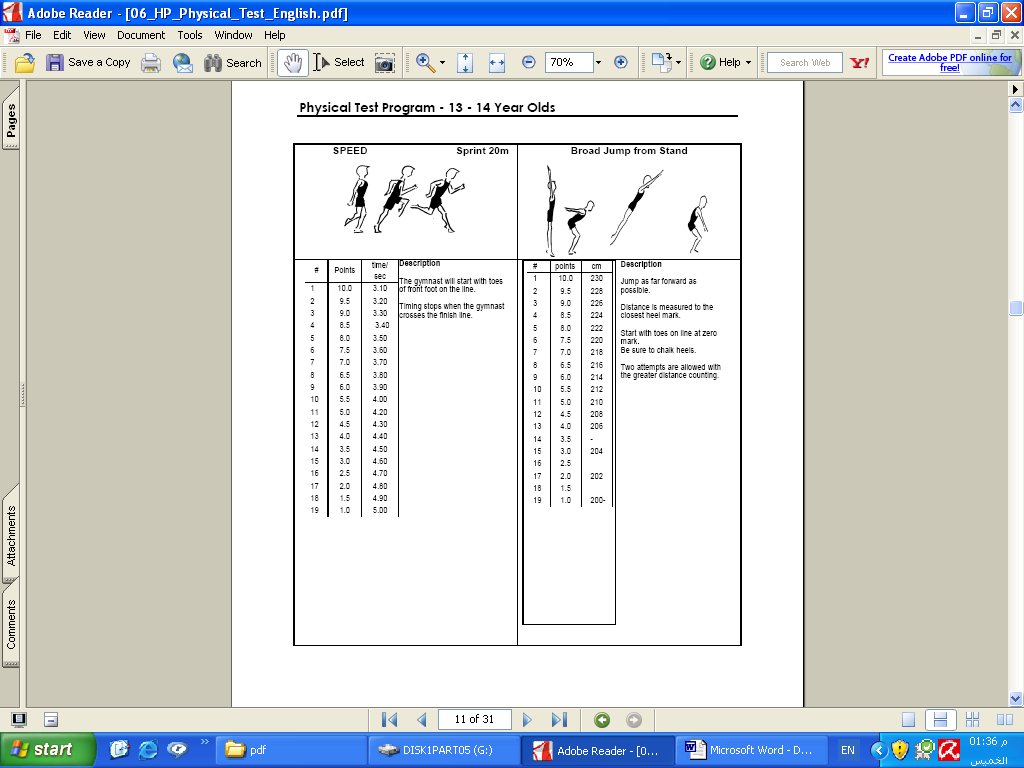 Adobe Reader - [06_HP_Physical_Test_English.pdf]
File Edit View Document Tools Window Help
Save a Copy Search Select 70% Help Search Web Y! Create Adobe PDF online for free!
Pages
Attachments
Comments
Physical Test Program - 13 - 14 Year Olds
SPEED Sprint 20m
# Points time/ sec
1 10.0 3.10
2 9.5 3.20
3 9.0 3.30
4 8.5 3.40
5 8.0 3.50
6 7.5 3.60
7 7.0 3.70
8 6.5 3.80
9 6.0 3.90
10 5.5 4.00
11 5.0 4.20
12 4.5 4.30
13 4.0 4.40
14 3.5 4.50
15 3.0 4.60
16 2.5 4.70
17 2.0 4.80
18 1.5 4.90
19 1.0 5.00
Description
The gymnast will start with toes
of front foot on the line.
Timing stops when the gymnast
crosses the finish line.
Broad Jump from Stand
# points cm
1 10.0 230
2 9.5 228
3 9.0 226
4 8.5 224
5 8.0 222
6 7.5 220
7 7.0 218
8 6.5 216
9 6.0 214
10 5.5 212
11 5.0 210
12 4.5 208
13 4.0 206
14 3.5 -
15 3.0 204
16 2.5
17 2.0 202
18 1.5
19 1.0 200-
Description
Jump as far forward as
possible.
Distance is measured to the
closest heel mark.
Start with toes on line at zero
mark.
Be sure to chalk heels.
Two attempts are allowed with
the greater distance counting.
11 of 31
start pdf DISK1PART05 (G:) Adobe Reader - [0... Microsoft Word - D... EN 01:36 م
الخميس